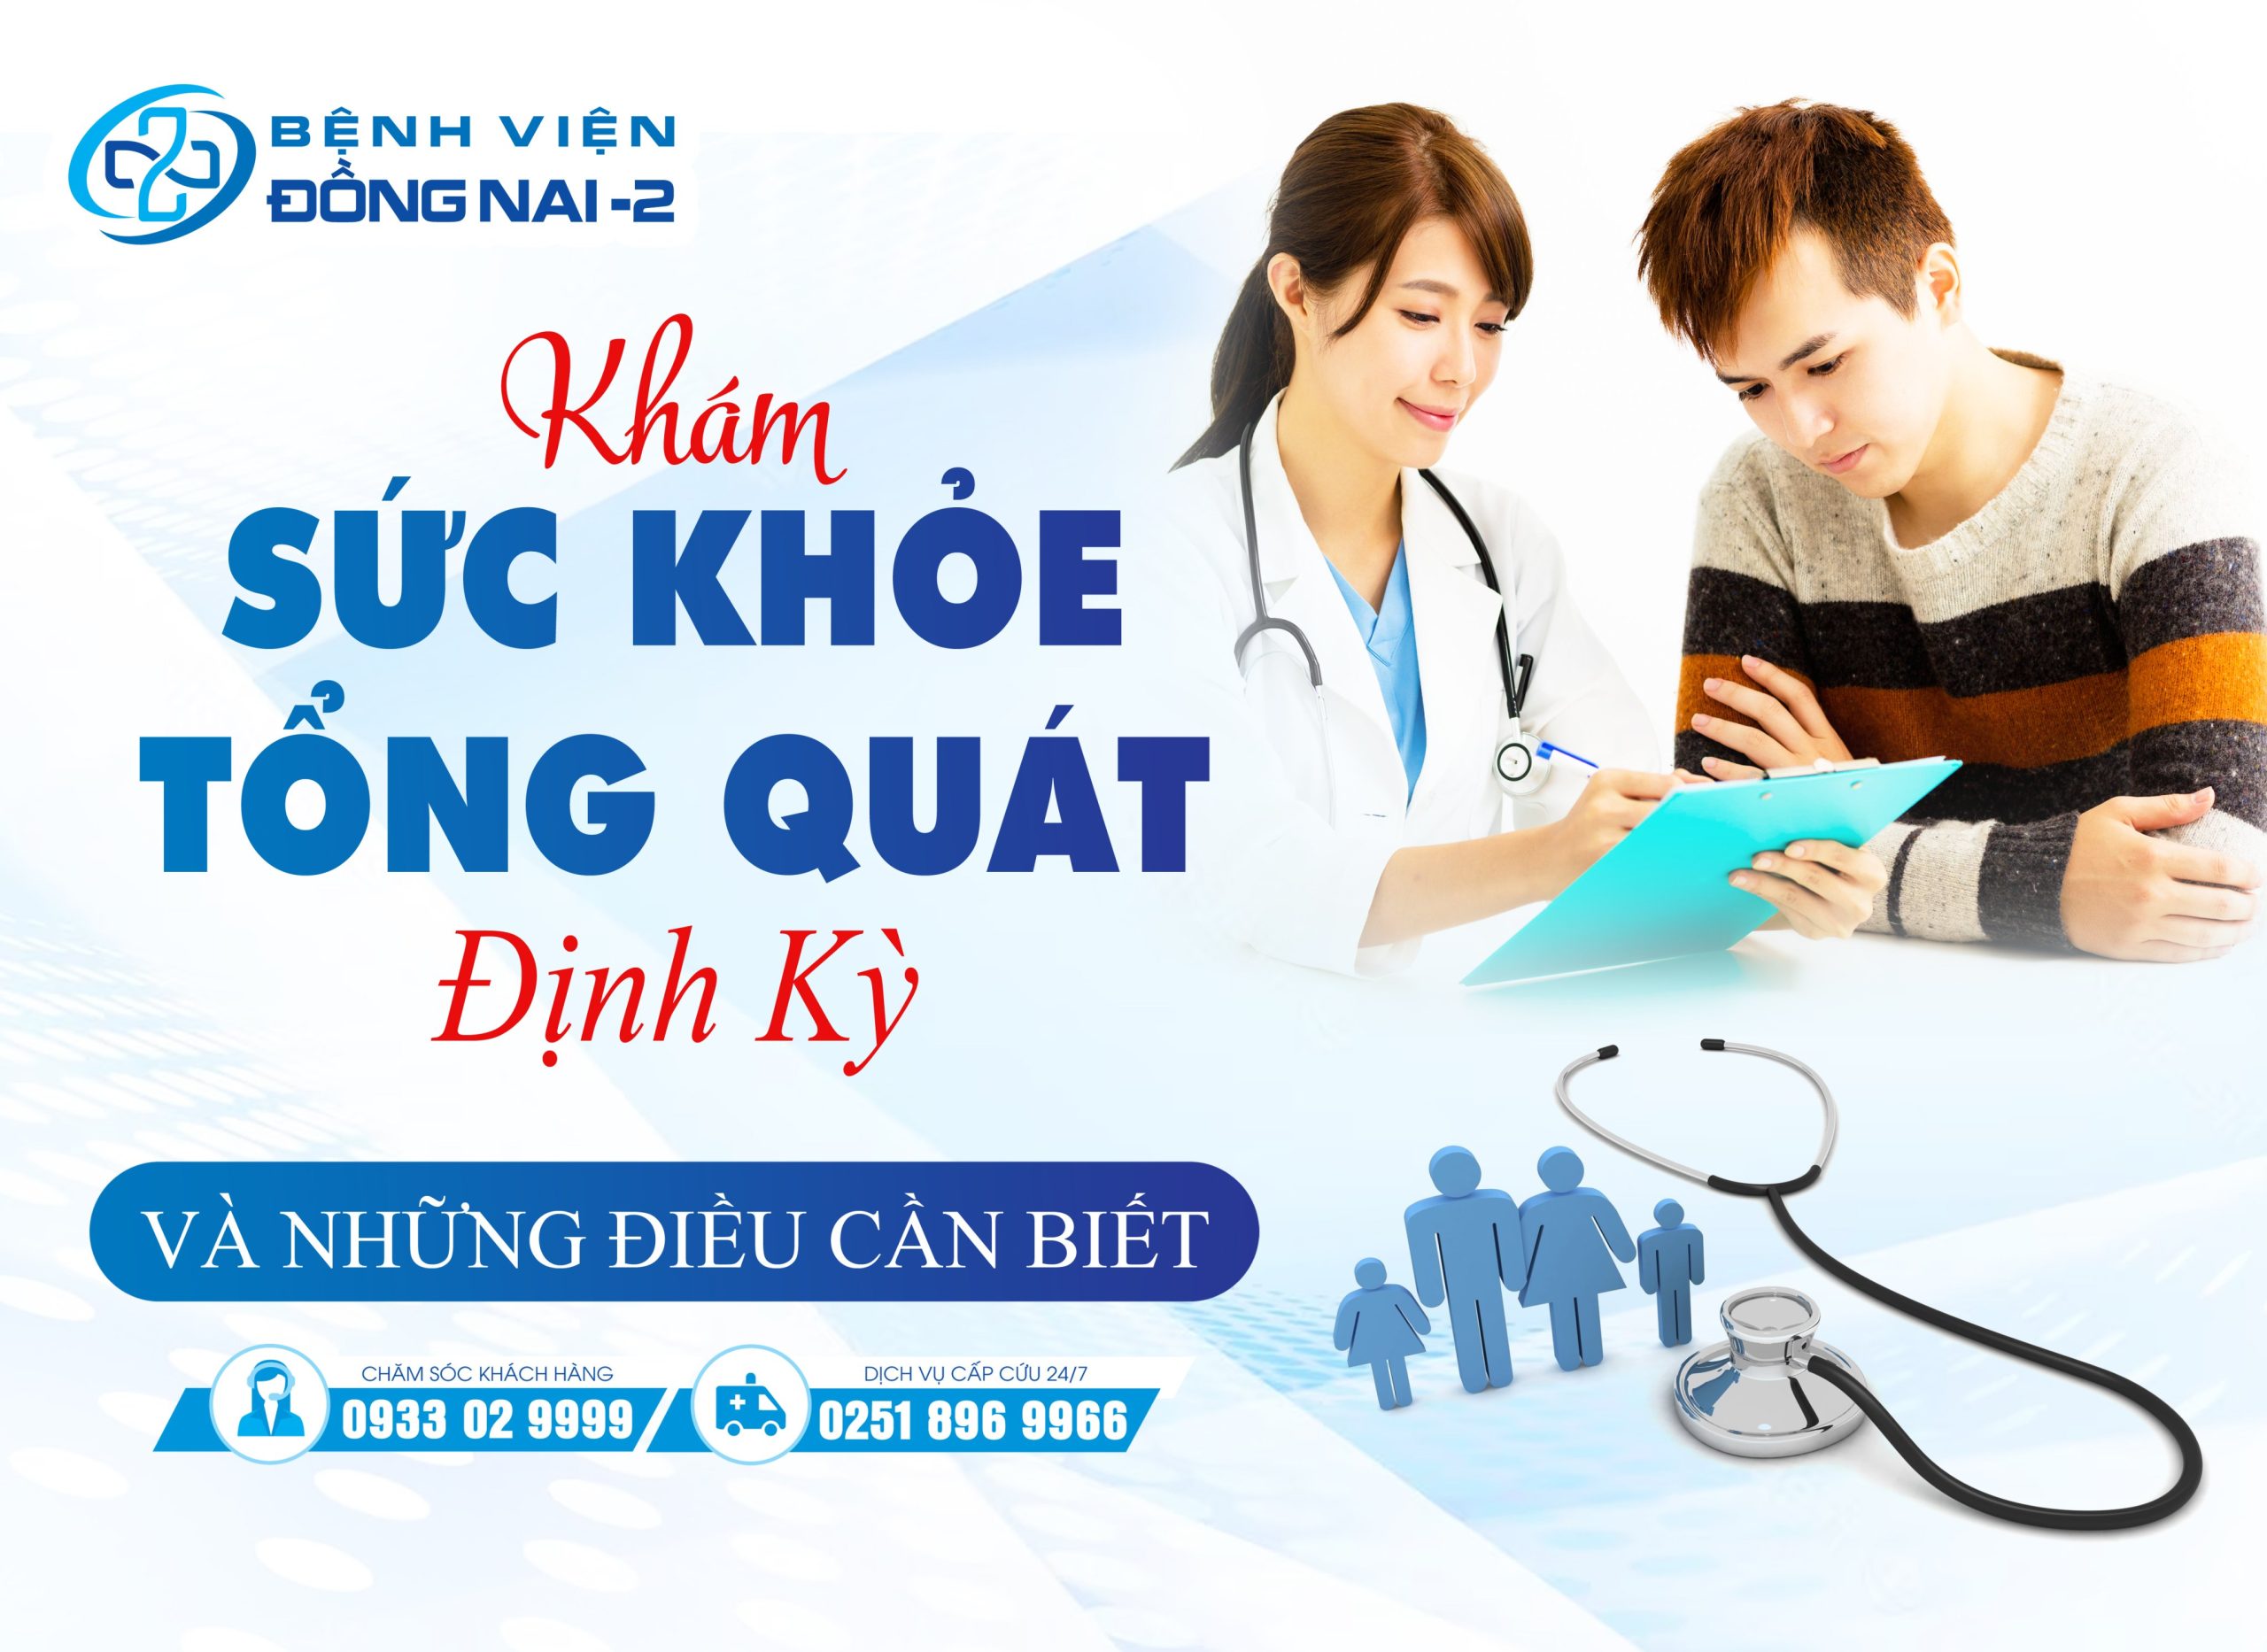 BỆNH VIỆN
ĐỒNG NAI -2
Khám
SỨC KHỎE
TỔNG QUÁT
Định Kỳ
VÀ NHỮNG ĐIỀU CẦN BIẾT
CHĂM SÓC KHÁCH HÀNG
0933 02 9999
DỊCH VỤ CẤP CỨU 24/7
0251 896 9966